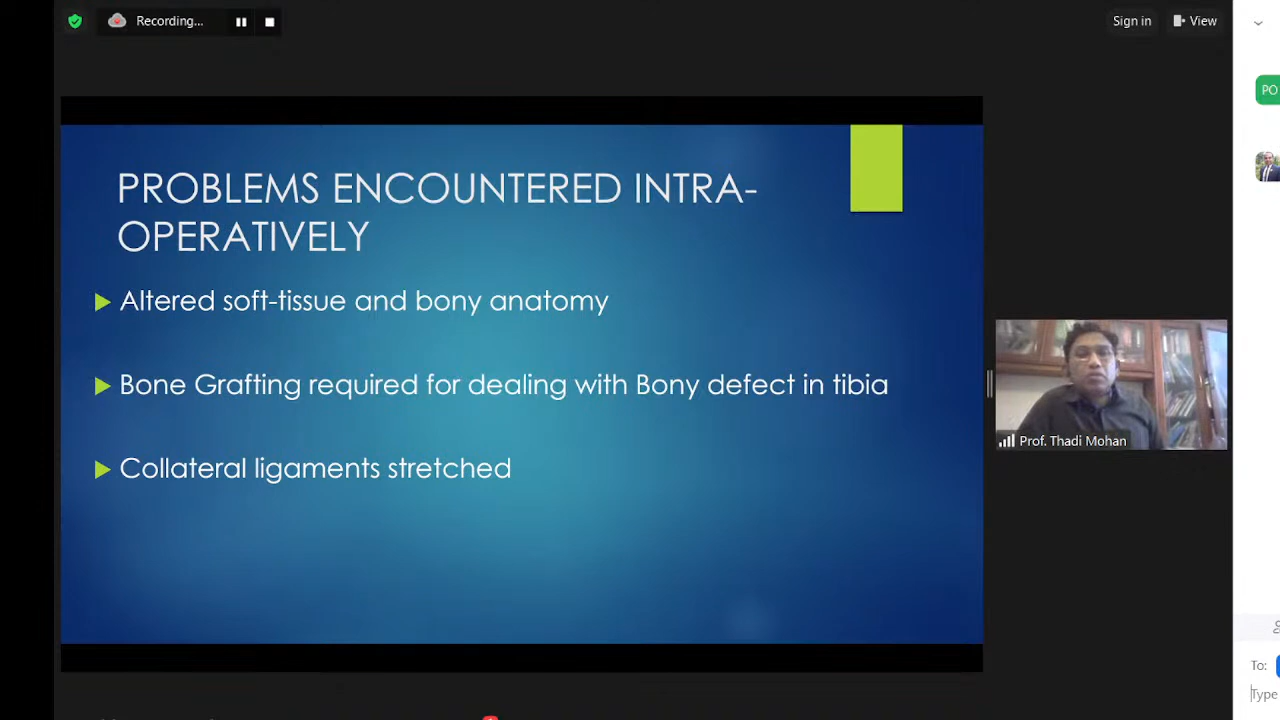 Recording...
Sign in
View
PO
PROBLEMS ENCOUNTERED INTRA-
OPERATIVELY
Altered soft-tissue and bony anatomy
Bone Grafting required for dealing with Bony defect in tibia
Collateral ligaments stretched
Prof. Thadi Mohan
To:
Type